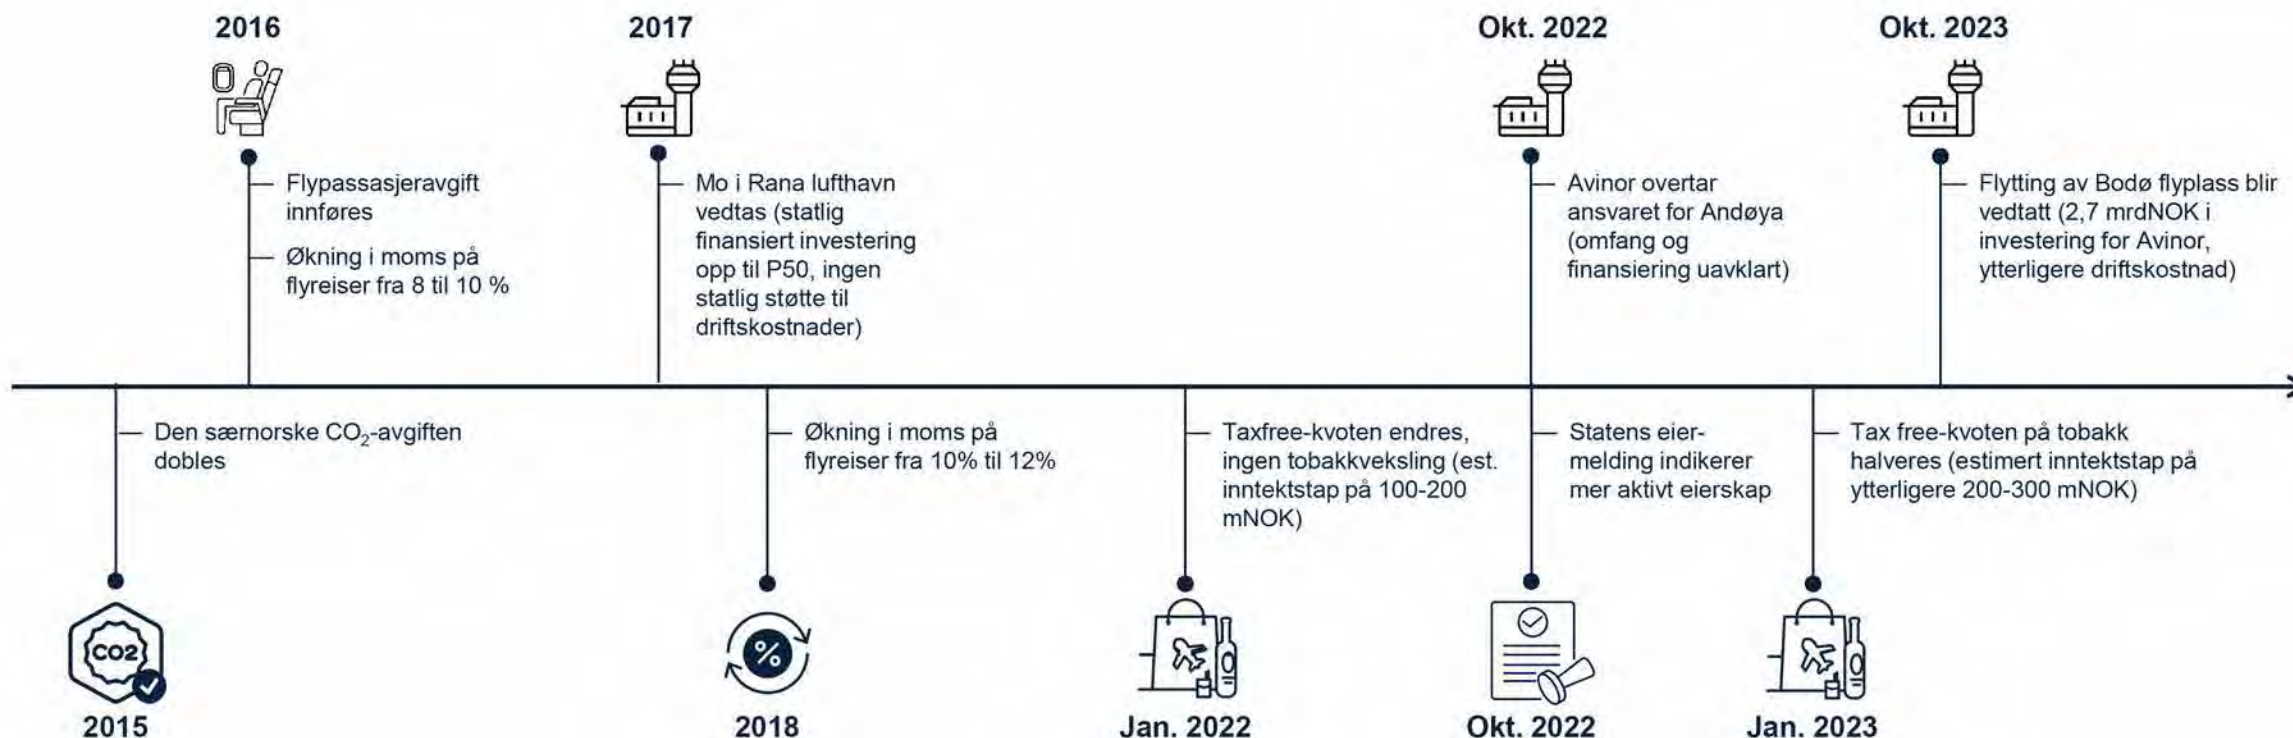 2016
Flypassasjeravgift
innføres
Økning i moms på
flyreiser fra 8 til 10 %
2017
Mo i Rana lufthavn
vedtas (statlig
finansiert investering
opp til P50, ingen
statlig støtte til
driftskostnader)
Okt. 2022
Avinor overtar
ansvaret for Andøya
(omfang og
finansiering uavklart)
Okt. 2023
Flytting av Bodø flyplass blir
vedtatt (2,7 mrdNOK i
investering for Avinor,
ytterligere driftskostnad)
Den særnorske CO₂-avgiften
dobles
CO2
2015
Økning i moms på
flyreiser fra 10% til 12%
%
2018
Taxfree-kvoten endres,
ingen tobakkveksling (est.
inntektstap på 100-200
mNOK)
Jan. 2022
Statens eier-
melding indikerer
mer aktivt eierskap
Okt. 2022
Tax free-kvoten på tobakk
halveres (estimert inntektstap på
ytterligere 200-300 mNOK)
Jan. 2023